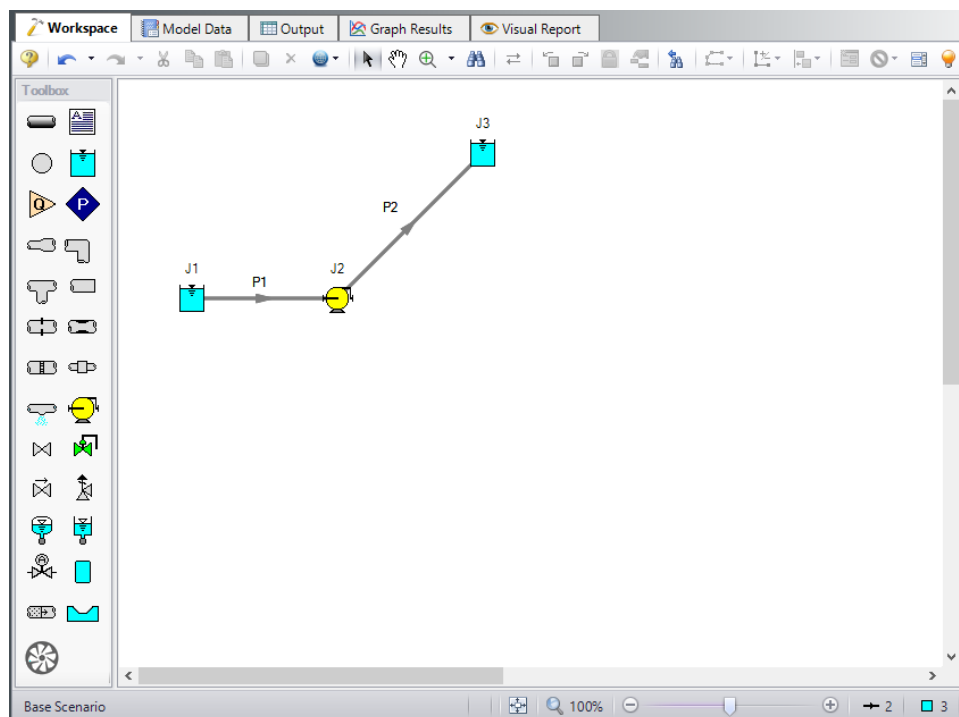 Workspace Model Data Output Graph Results Visual Report
Toolbox
J3
P2
J1
P1
J2
A
Q
P
Base Scenario 100% 2 3